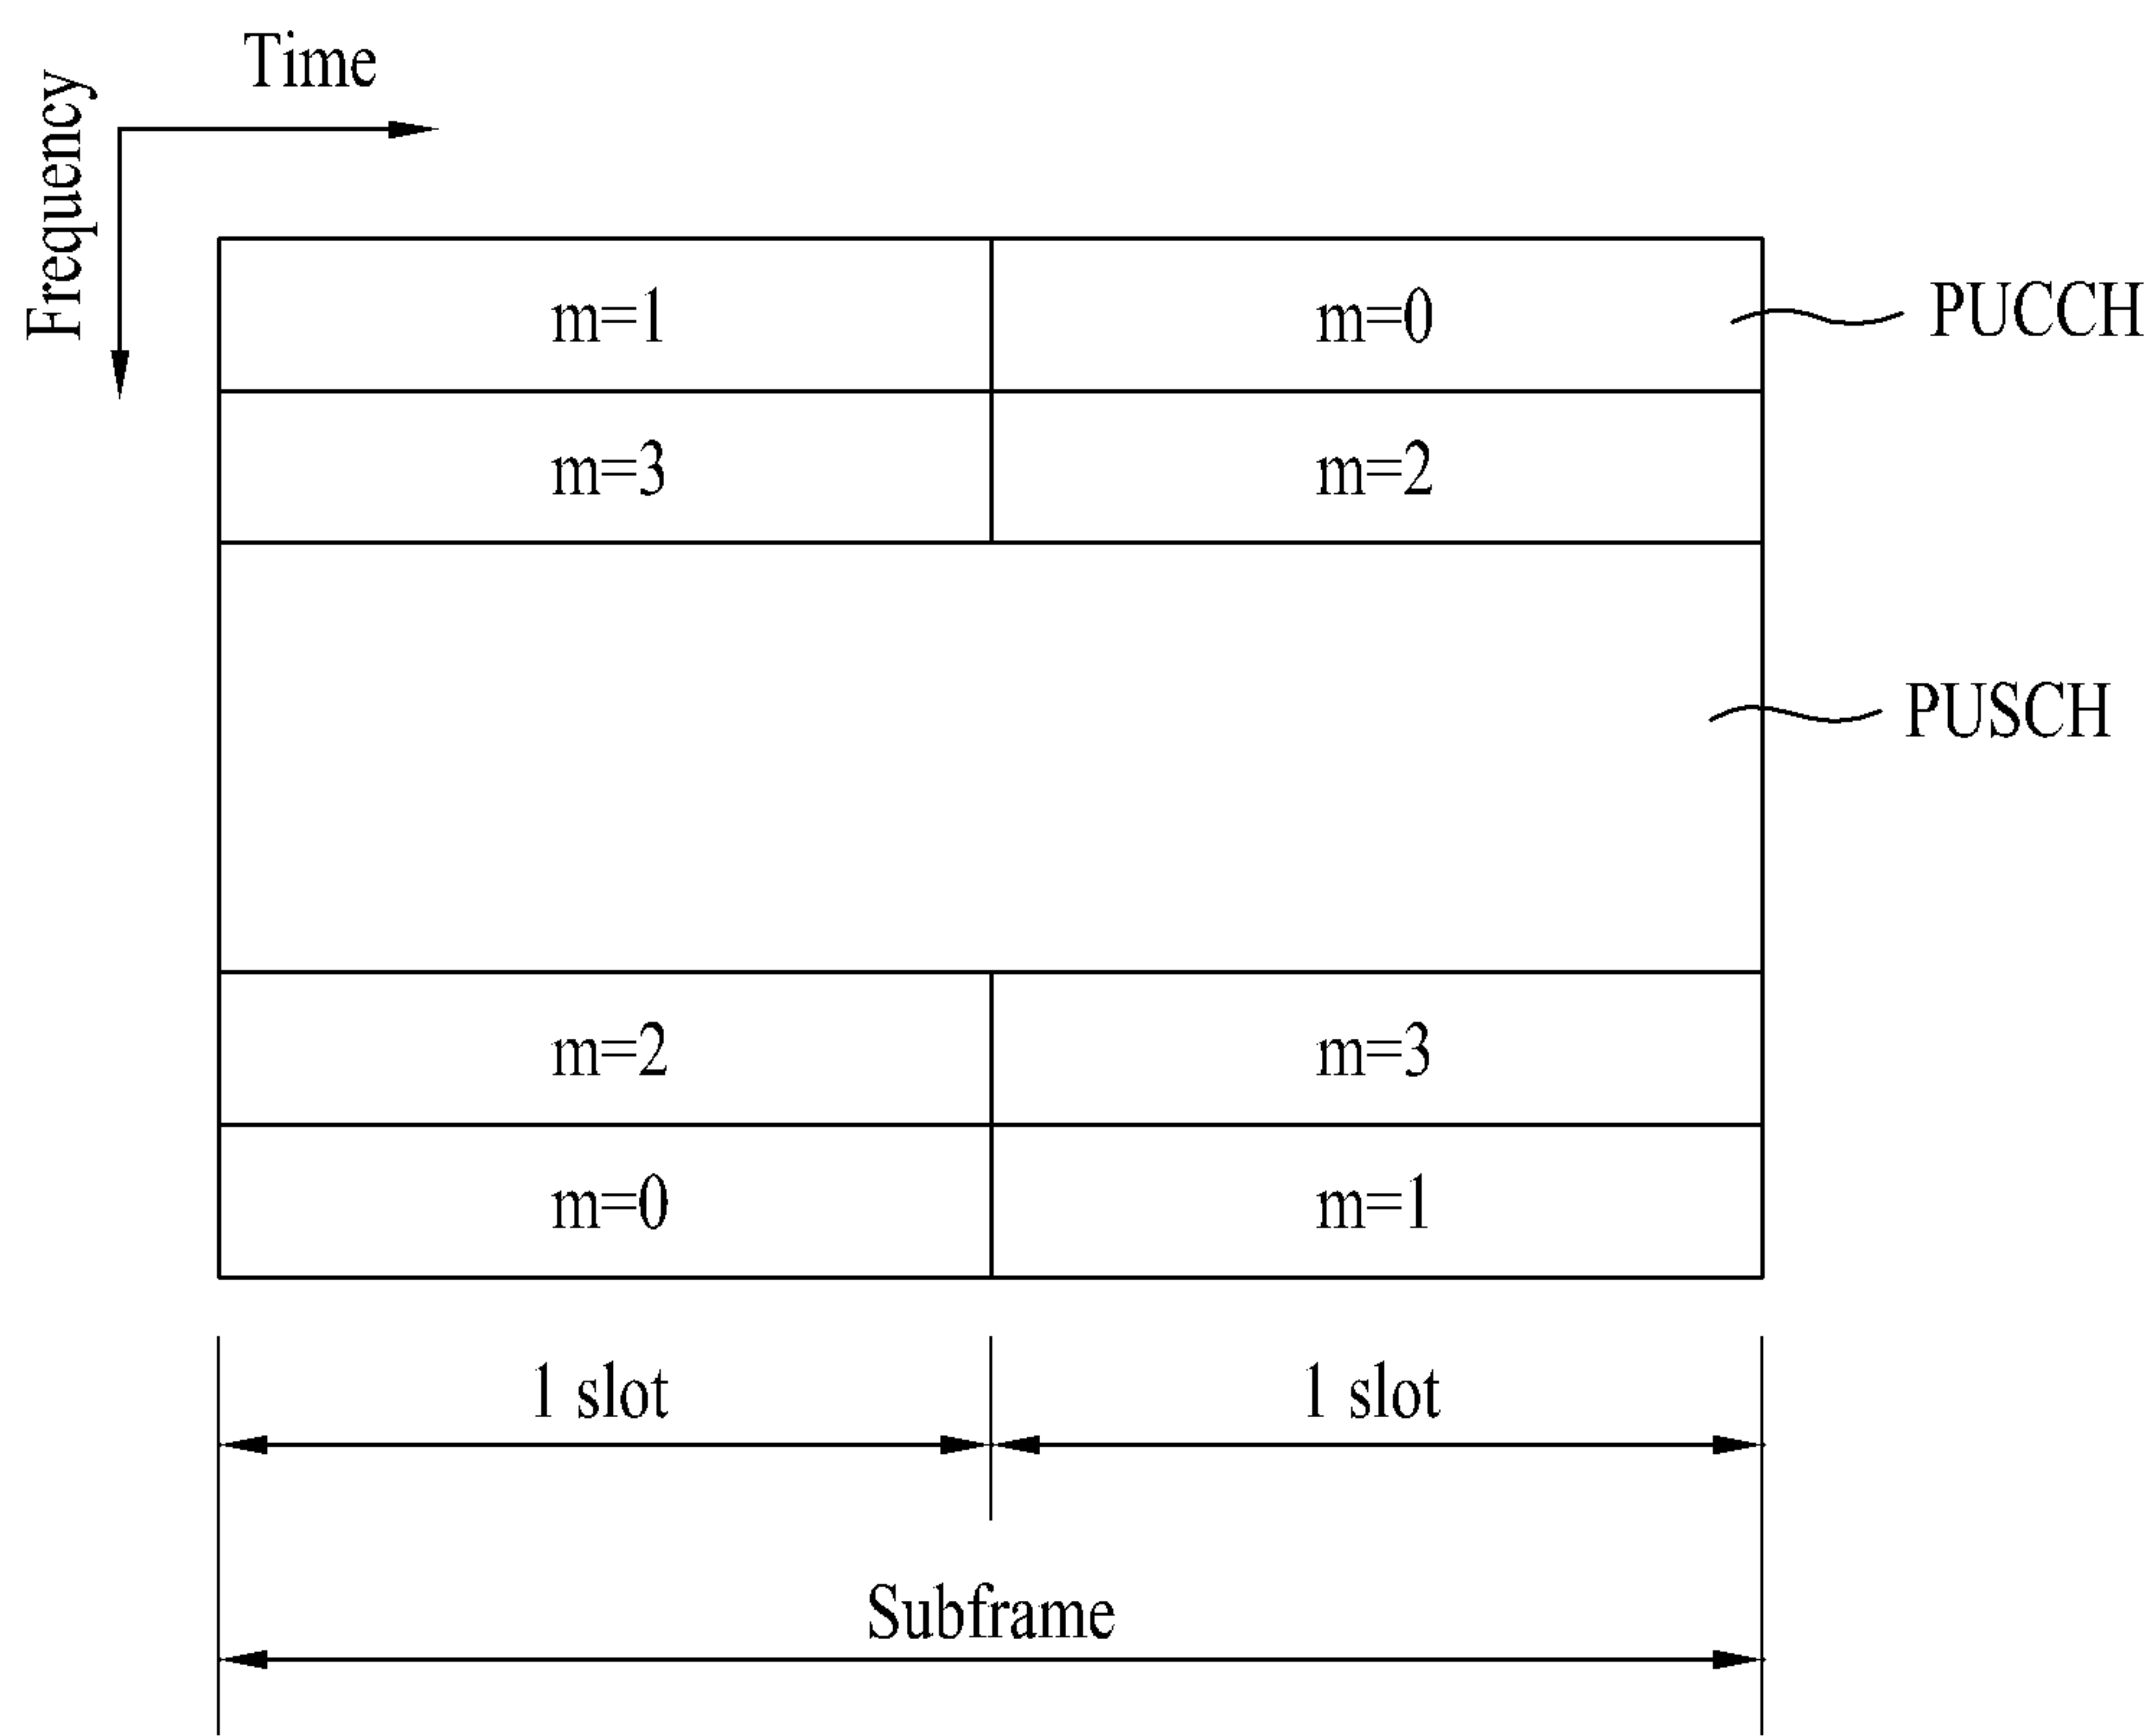 Time
Frequency
m=1 m=0 PUCCH
m=3 m=2
PUSCH
m=2 m=3
m=0 m=1
1 slot 1 slot
Subframe